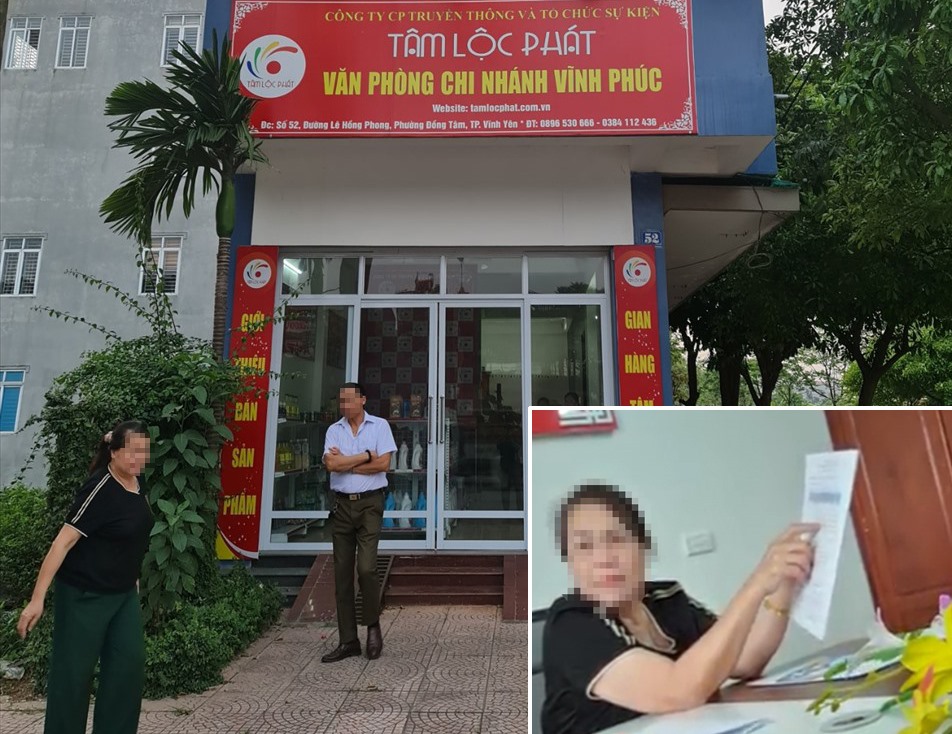 CÔNG TY CP TRUYỀN THÔNG VÀ TỔ CHỨC SỰ KIỆN
TÂM LỘC PHÁT
TÂM LỘC PHÁT
VĂN PHÒNG CHI NHÁNH VĨNH PHÚC
Website: tamlocphat.com.vn
Đc: Số 52, Đường Lê Hồng Phong, Phường Đồng Tâm, TP. Vĩnh Yên * ĐT: 0896 530 666 - 0384 112 436
52
GIỚI
THIỆU
BÁN
SẢN
PHẨM
GIAN
HÀNG
TÂM